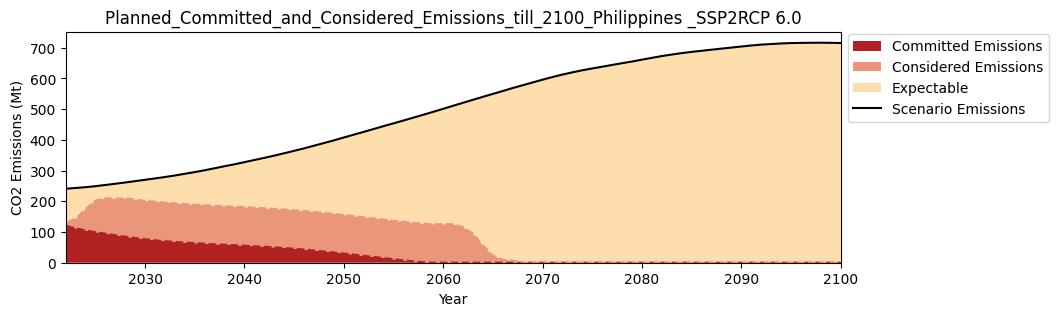 Planned_Committed_and_Considered_Emissions_till_2100_Philippines _SSP2RCP 6.0
CO2 Emissions (Mt)
700
600
500
400
300
200
100
0
2030 2040 2050 2060 2070 2080 2090 2100
Year
Committed Emissions
Considered Emissions
Expectable
Scenario Emissions